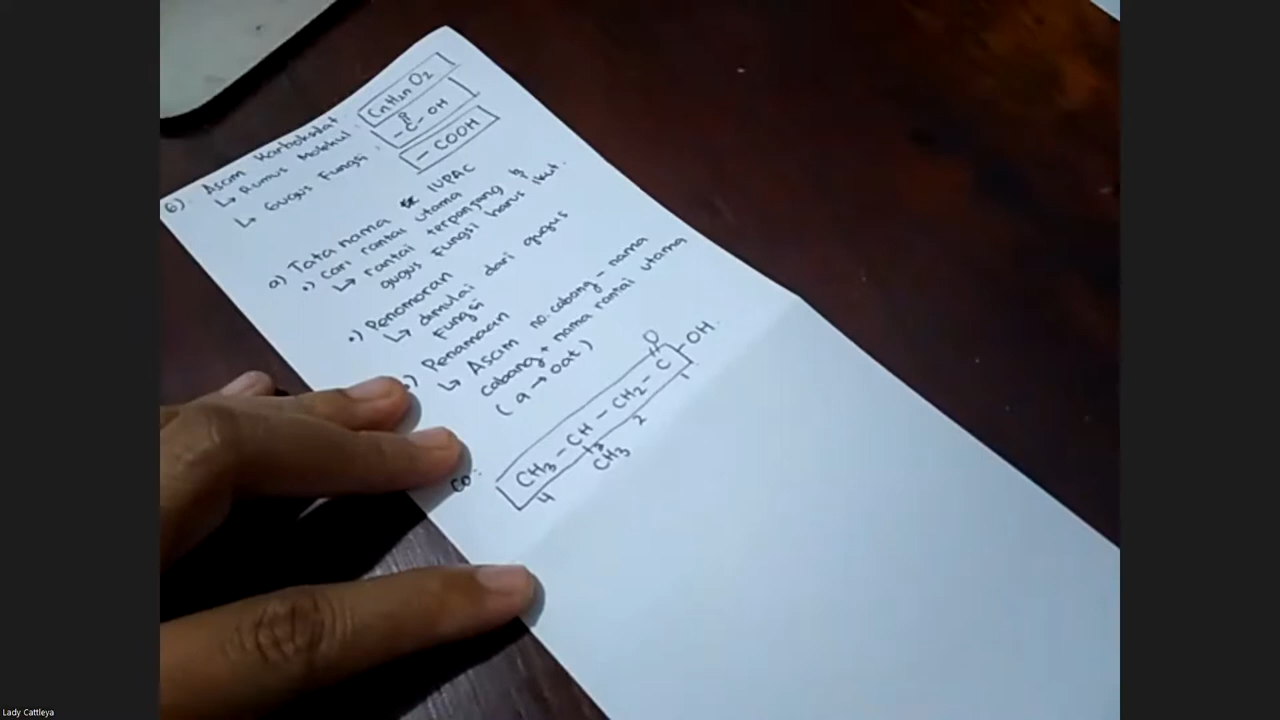 6). Asam Karboksilat
↳ Rumus Molekul : CnH2nO2
↳ Gugus Fungsi : O
- C - OH
- COOH
a) Tata nama IUPAC
•) Cari rantai utama
↳ rantai terpanjang &
gugus fungsi harus ikut.
•) Penomoran
↳ dimulai dari gugus
fungsi
•) Penamaan
↳ Asam no. cabang - nama
cabang + nama rantai utama
(a → oat)
O
co: CH3 - CH - CH2 - C - OH
4 3 2 1
CH3
Lady Cattleya